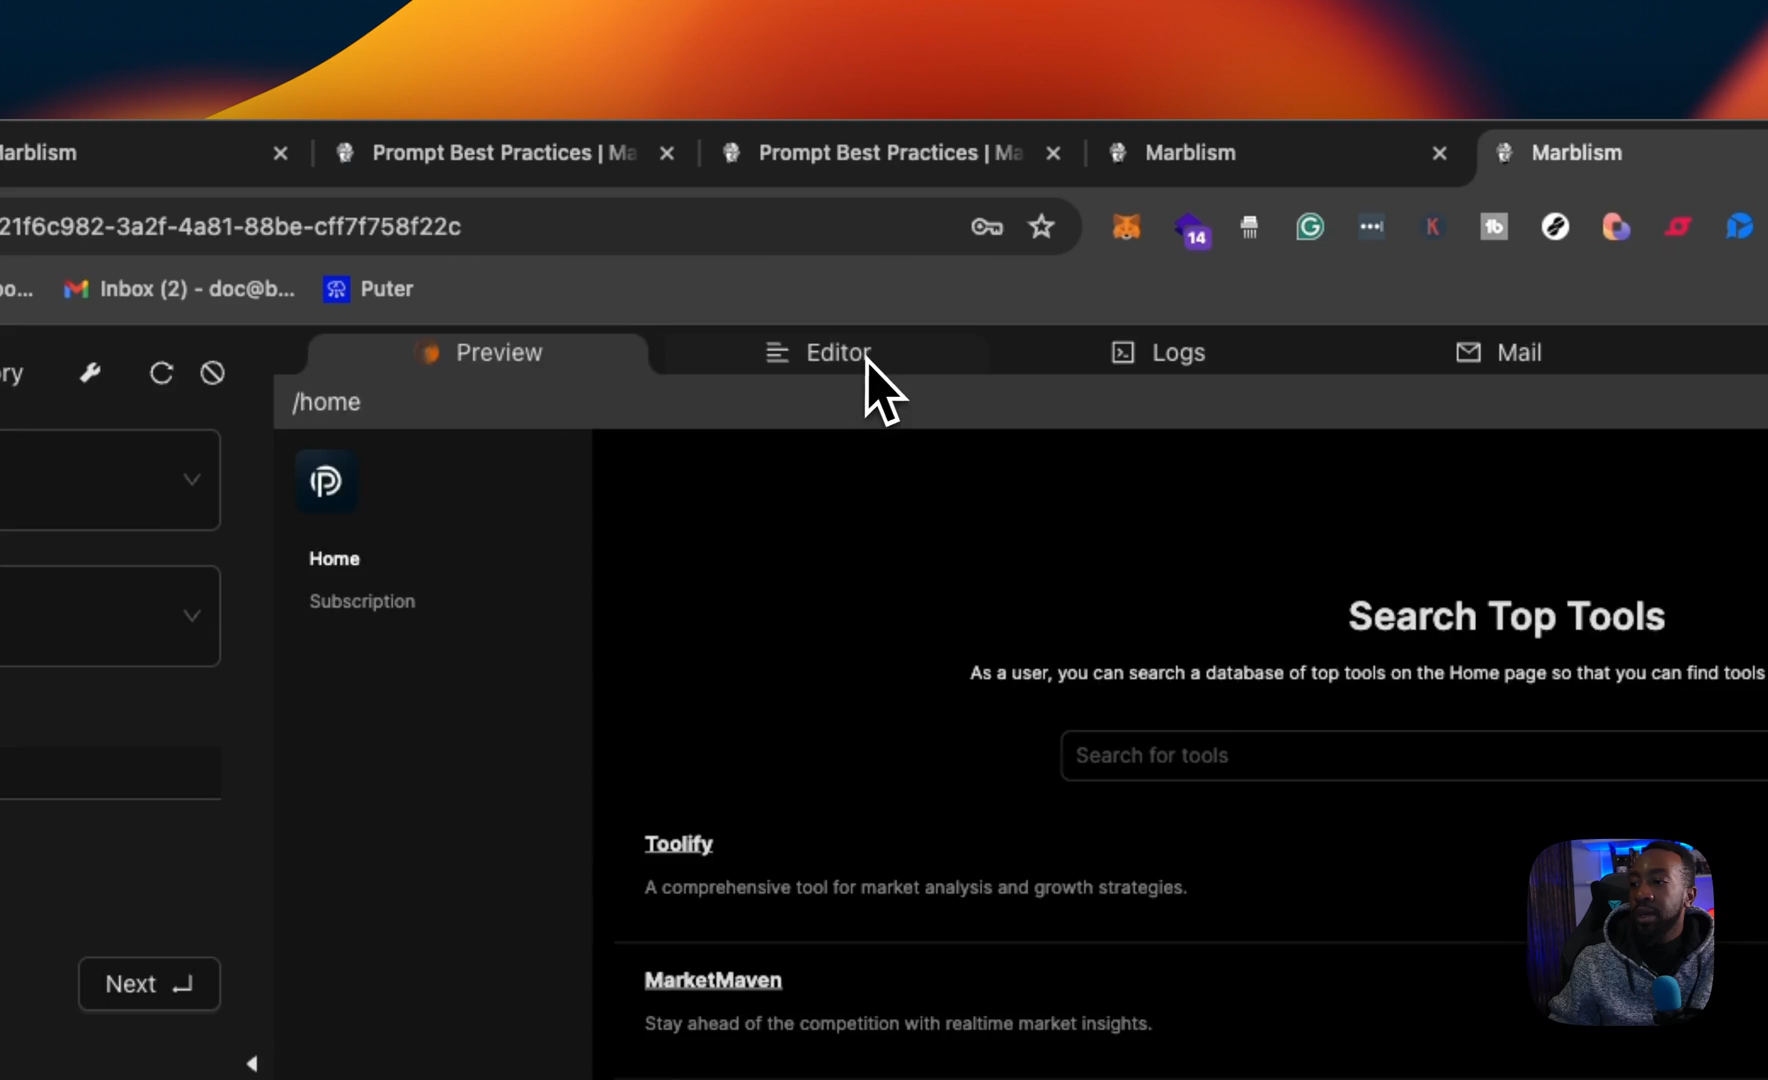 Marblism
Prompt Best Practices | Ma
Prompt Best Practices | Ma
Marblism
Marblism
21f6c982-3a2f-4a81-88be-cff7f758f22c
14
G
K
tb
oo...
Inbox (2) - doc@b...
Puter
ry
Preview
Editor
Logs
Mail
/home
P
Home
Subscription
Search Top Tools
As a user, you can search a database of top tools on the Home page so that you can find tools
Search for tools
Toolify
A comprehensive tool for market analysis and growth strategies.
MarketMaven
Stay ahead of the competition with realtime market insights.
Next